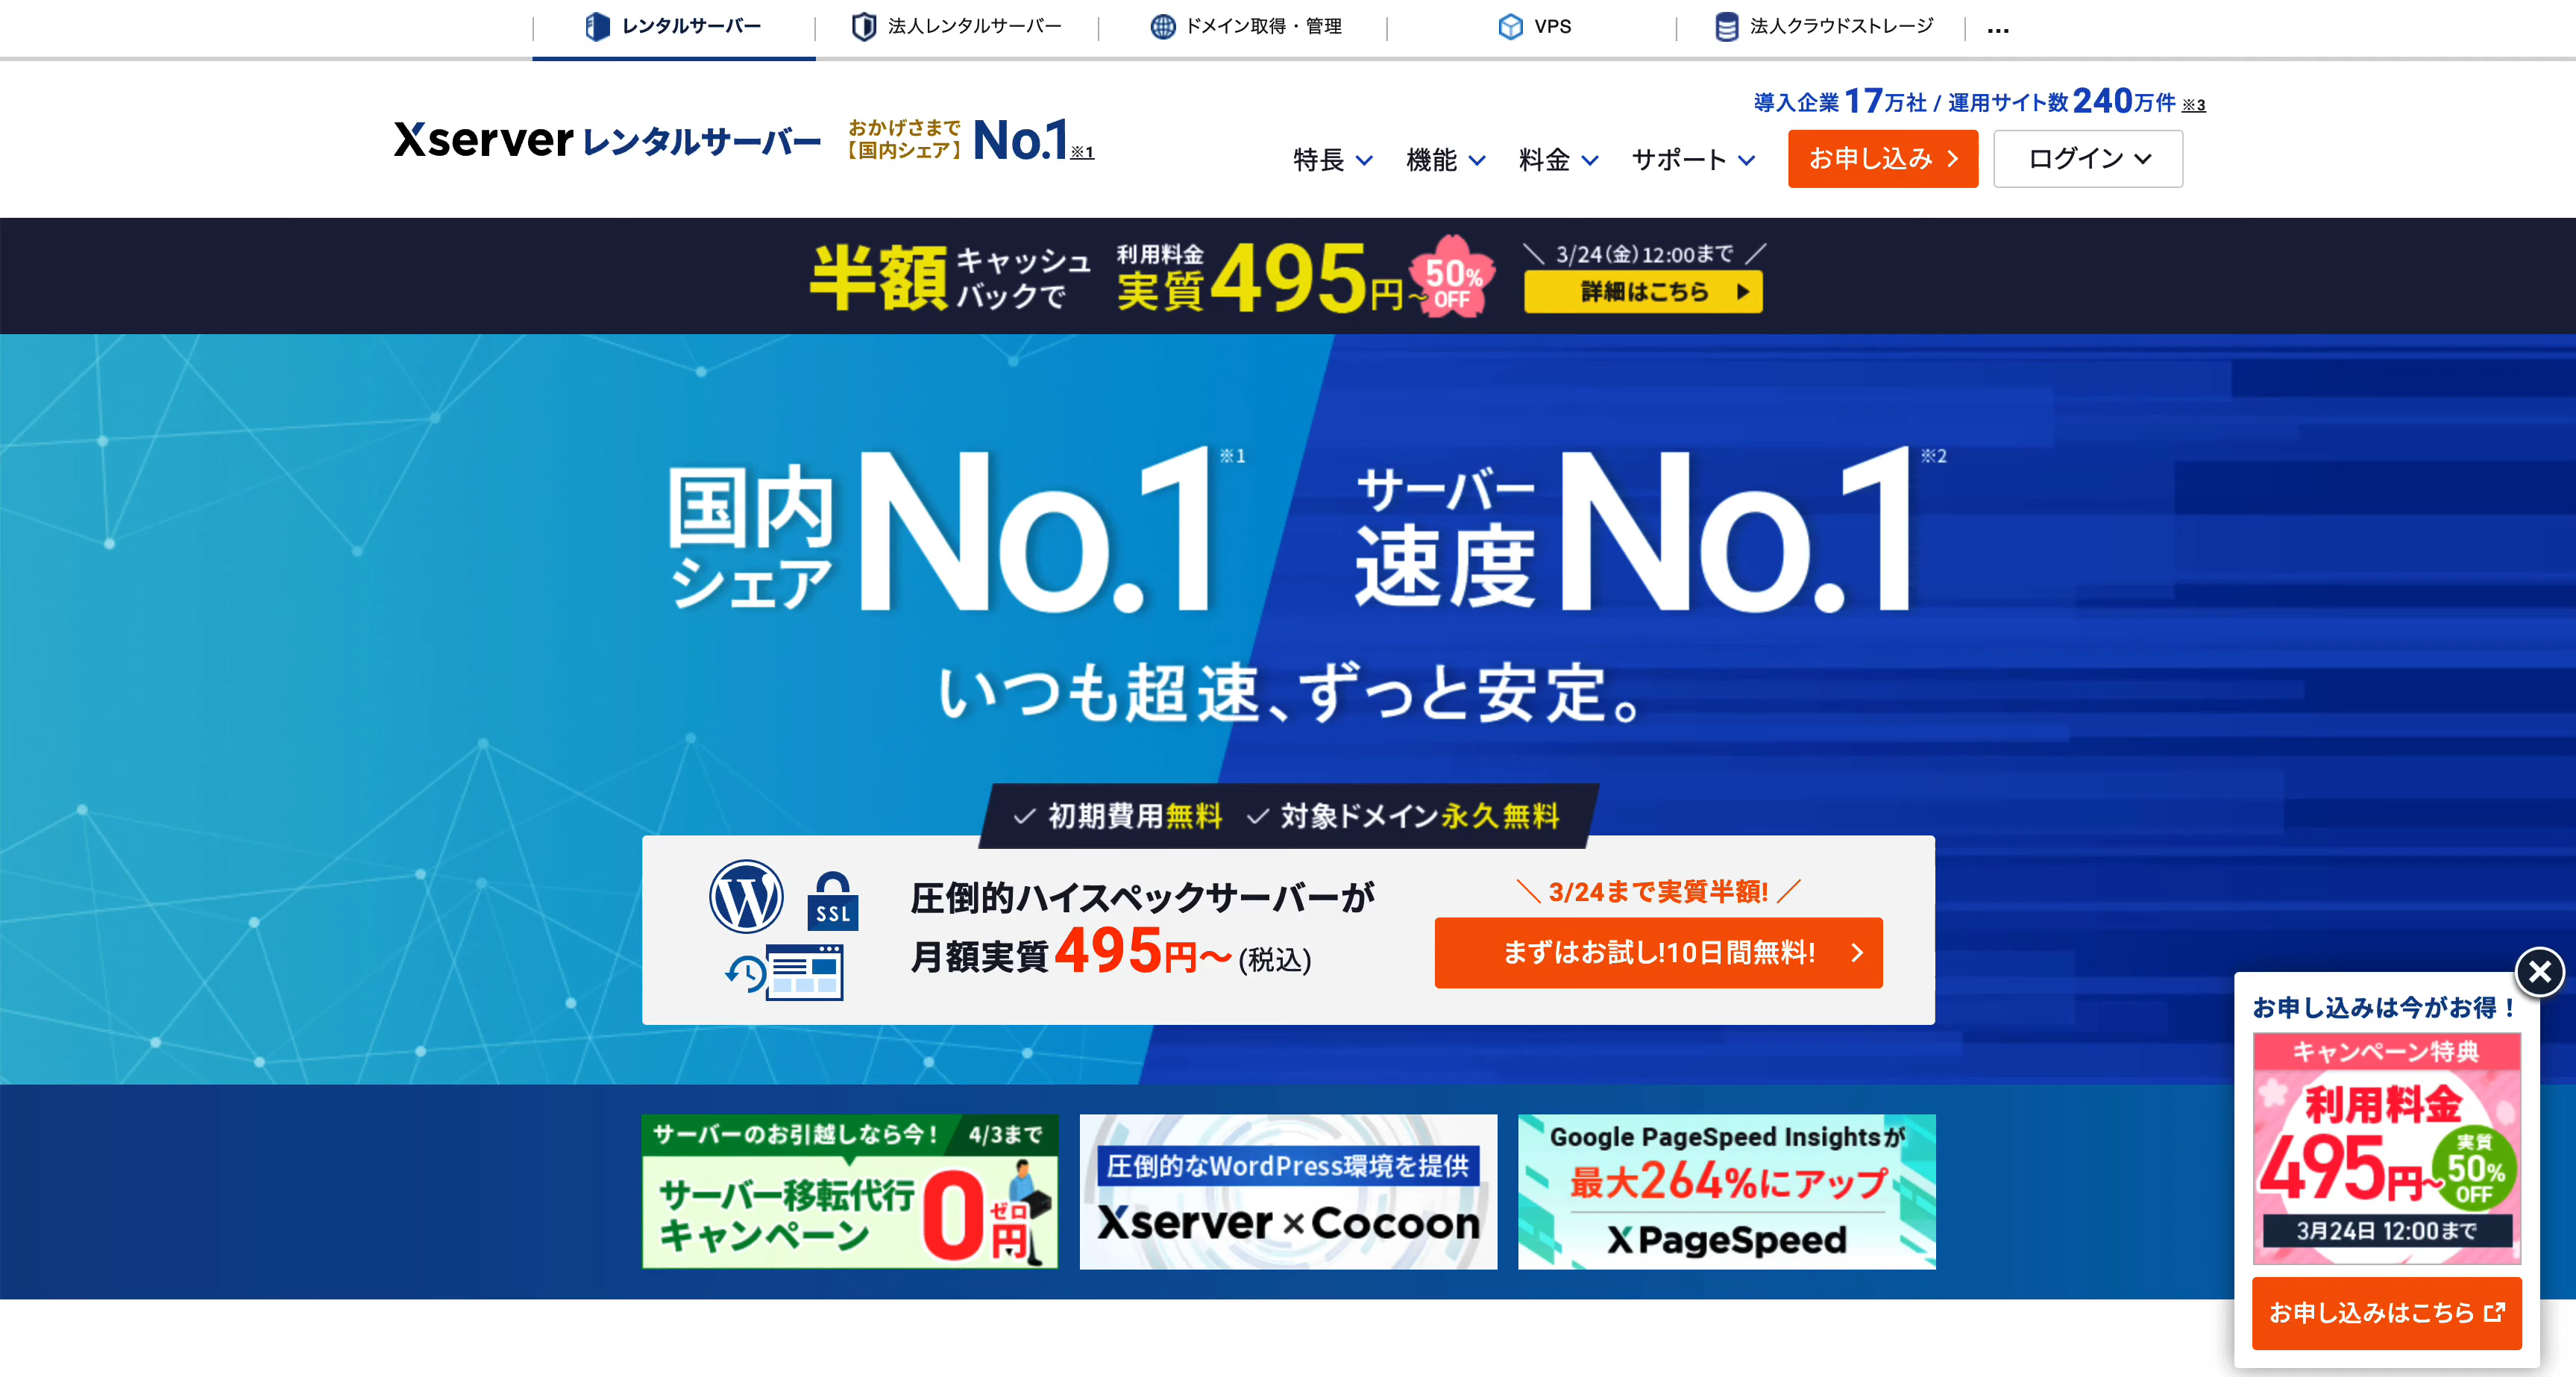 レンタルサーバー
法人レンタルサーバー
ドメイン取得・管理
VPS
法人クラウドストレージ
...
導入企業17万社 / 運用サイト数240万件 ※3
Xserver レンタルサーバー
おかげさまで
【国内シェア】
No.1 ※1
特長
機能
料金
サポート
お申し込み
ログイン
半額
キャッシュ
バックで
利用料金
実質495円～
50%
OFF
＼ 3/24(金)12:00まで ／
詳細はこちら ▶
国内
シェア
No.1 ※1
サーバー
速度
No.1 ※2
いつも超速、ずっと安定。
✓ 初期費用無料 ✓ 対象ドメイン永久無料
SSL
圧倒的ハイスペックサーバーが
月額実質495円～(税込)
＼ 3/24まで実質半額! ／
まずはお試し!10日間無料!
サーバーのお引越しなら今！ 4/3まで
サーバー移転代行
キャンペーン
0ゼロ円
圧倒的なWordPress環境を提供
Xserver × Cocoon
Google PageSpeed Insightsが
最大264%にアップ
X PageSpeed
お申し込みは今がお得！
キャンペーン特典
利用料金
495円～
実質
50%
OFF
3月24日 12:00まで
お申し込みはこちら